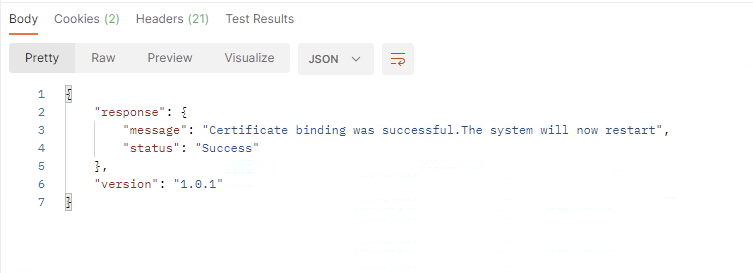 Body Cookies (2) Headers (21) Test Results
Pretty Raw Preview Visualize JSON
1 {
2 "response": {
3 "message": "Certificate binding was successful.The system will now restart",
4 "status": "Success"
5 },
6 "version": "1.0.1"
7 }